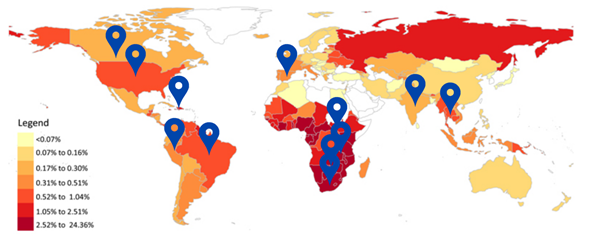 Legend
<0.07%
0.07% to 0.16%
0.17% to 0.30%
0.31% to 0.51%
0.52% to 1.04%
1.05% to 2.51%
2.52% to 24.36%